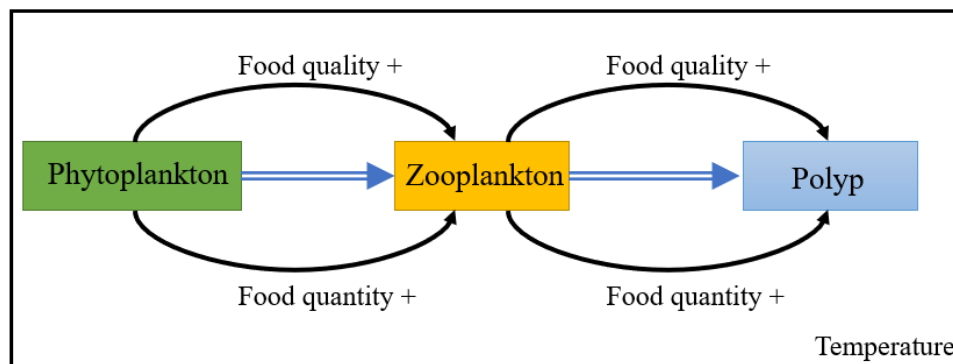 Food quality +
Food quality +
Phytoplankton
Zooplankton
Polyp
Food quantity +
Food quantity +
Temperature